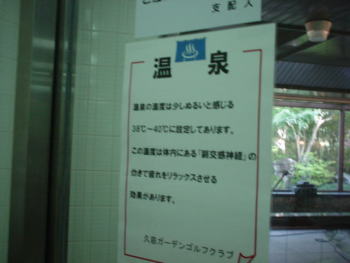 支配人
温泉
温泉の温度は少しぬるいと感じる
38℃～40℃に設定してあります。
この温度は体内にある「副交感神経」の
働きで疲れをリラックスさせる
効果があります。
久慈ガーデンゴルフクラブ